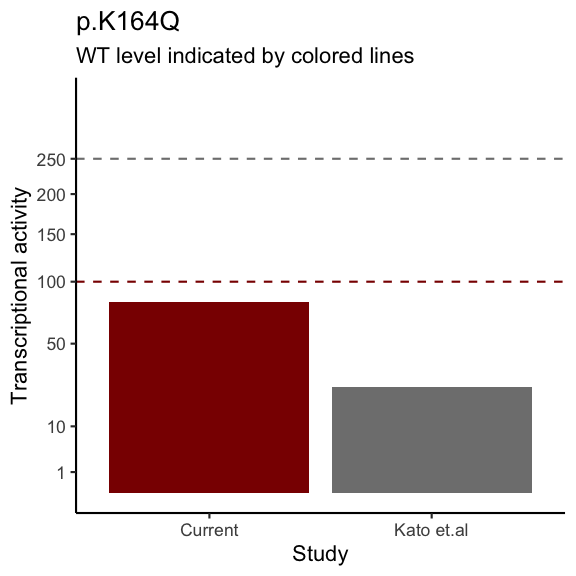 p.K164Q
WT level indicated by colored lines
250
200
150
100
50
10
1
Transcriptional activity
Current
Kato et.al
Study